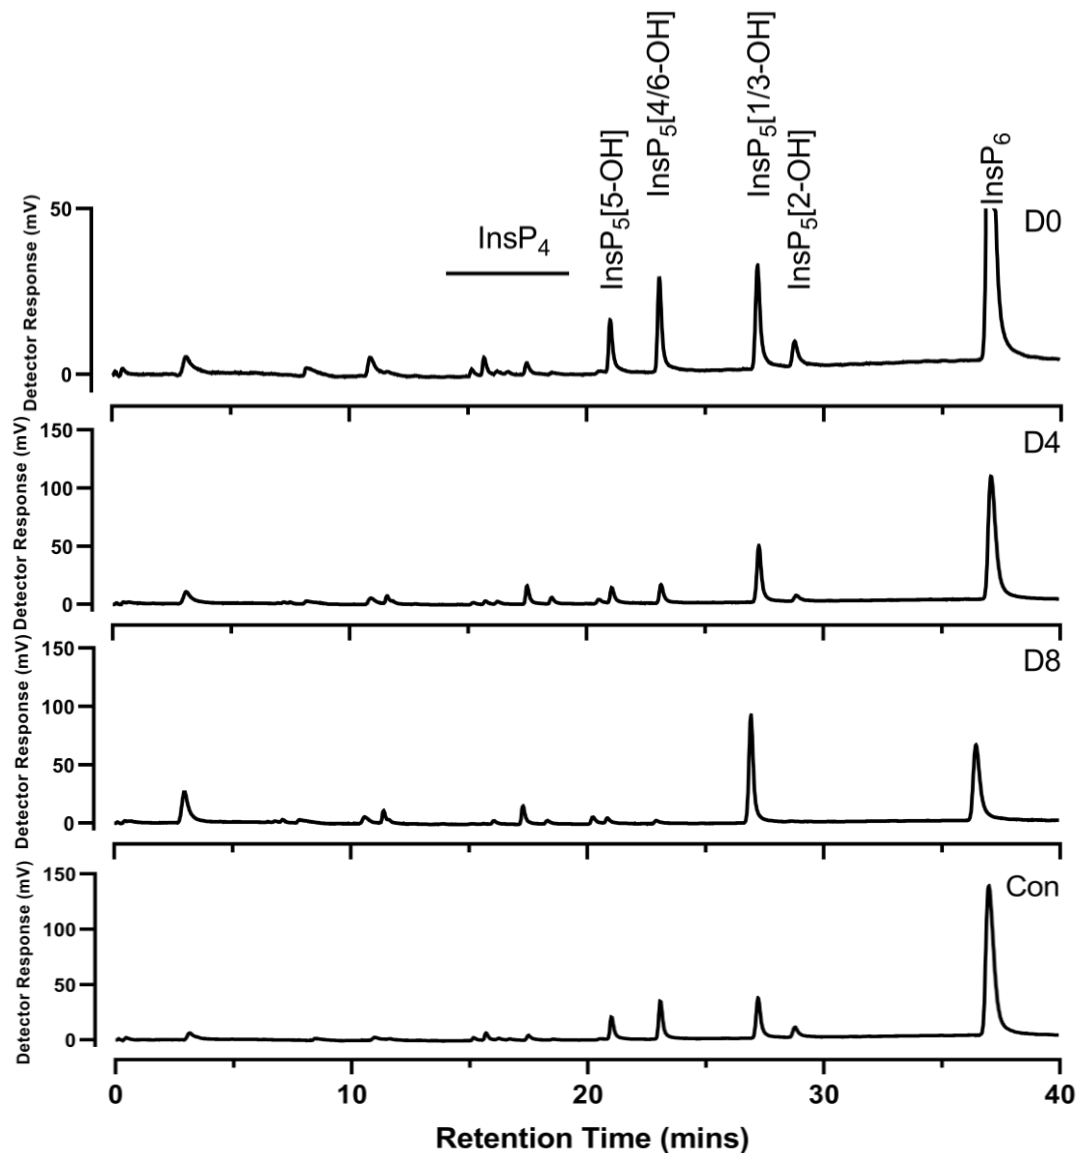 InsP4
InsP5[5-OH]
InsP5[4/6-OH]
InsP5[1/3-OH]
InsP5[2-OH]
InsP6
D0
Detector Response (mV)
50
0
D4
Detector Response (mV)
150
100
50
0
D8
Detector Response (mV)
150
100
50
0
Con
Detector Response (mV)
150
100
50
0
0 10 20 30 40
Retention Time (mins)